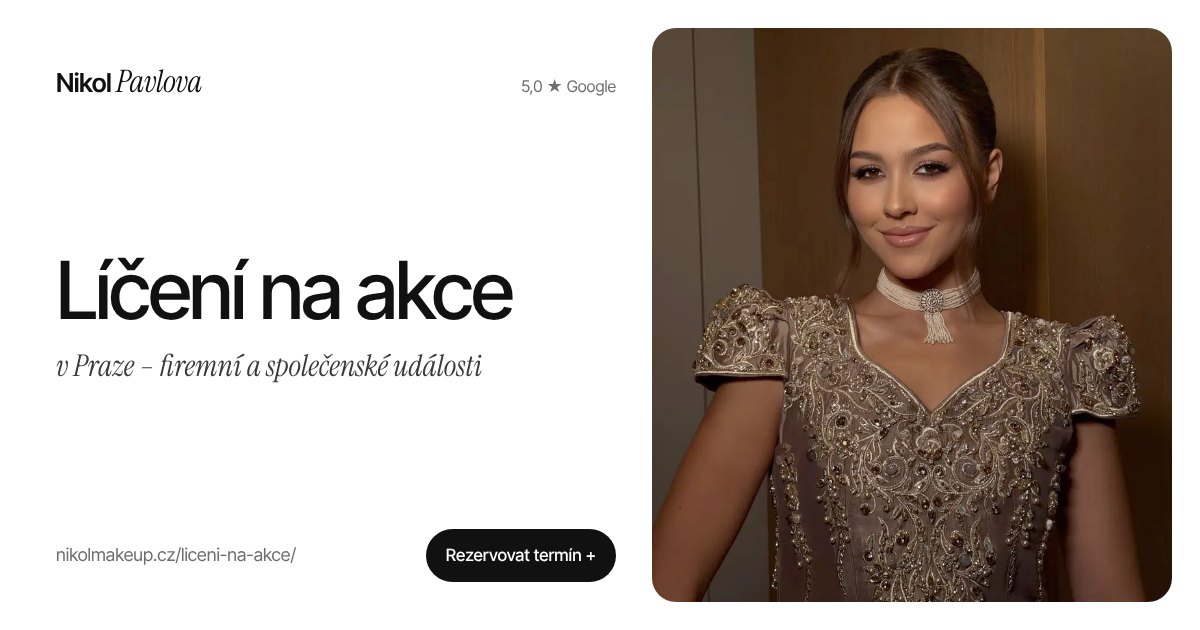 Nikol Pavlova
5,0 ★ Google
Líčení na akce
v Praze – firemní a společenské události
nikolmakeup.cz/liceni-na-akce/
Rezervovat termín +